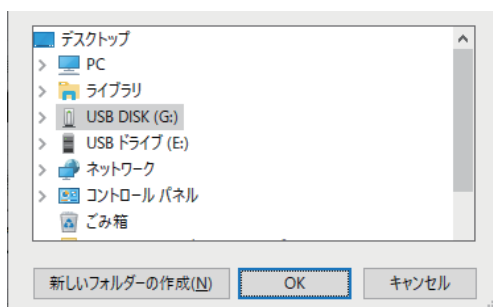 デスクトップ
PC
ライブラリ
USB DISK (G:)
USB ドライブ (E:)
ネットワーク
コントロール パネル
ごみ箱
新しいフォルダーの作成(N)
OK
キャンセル